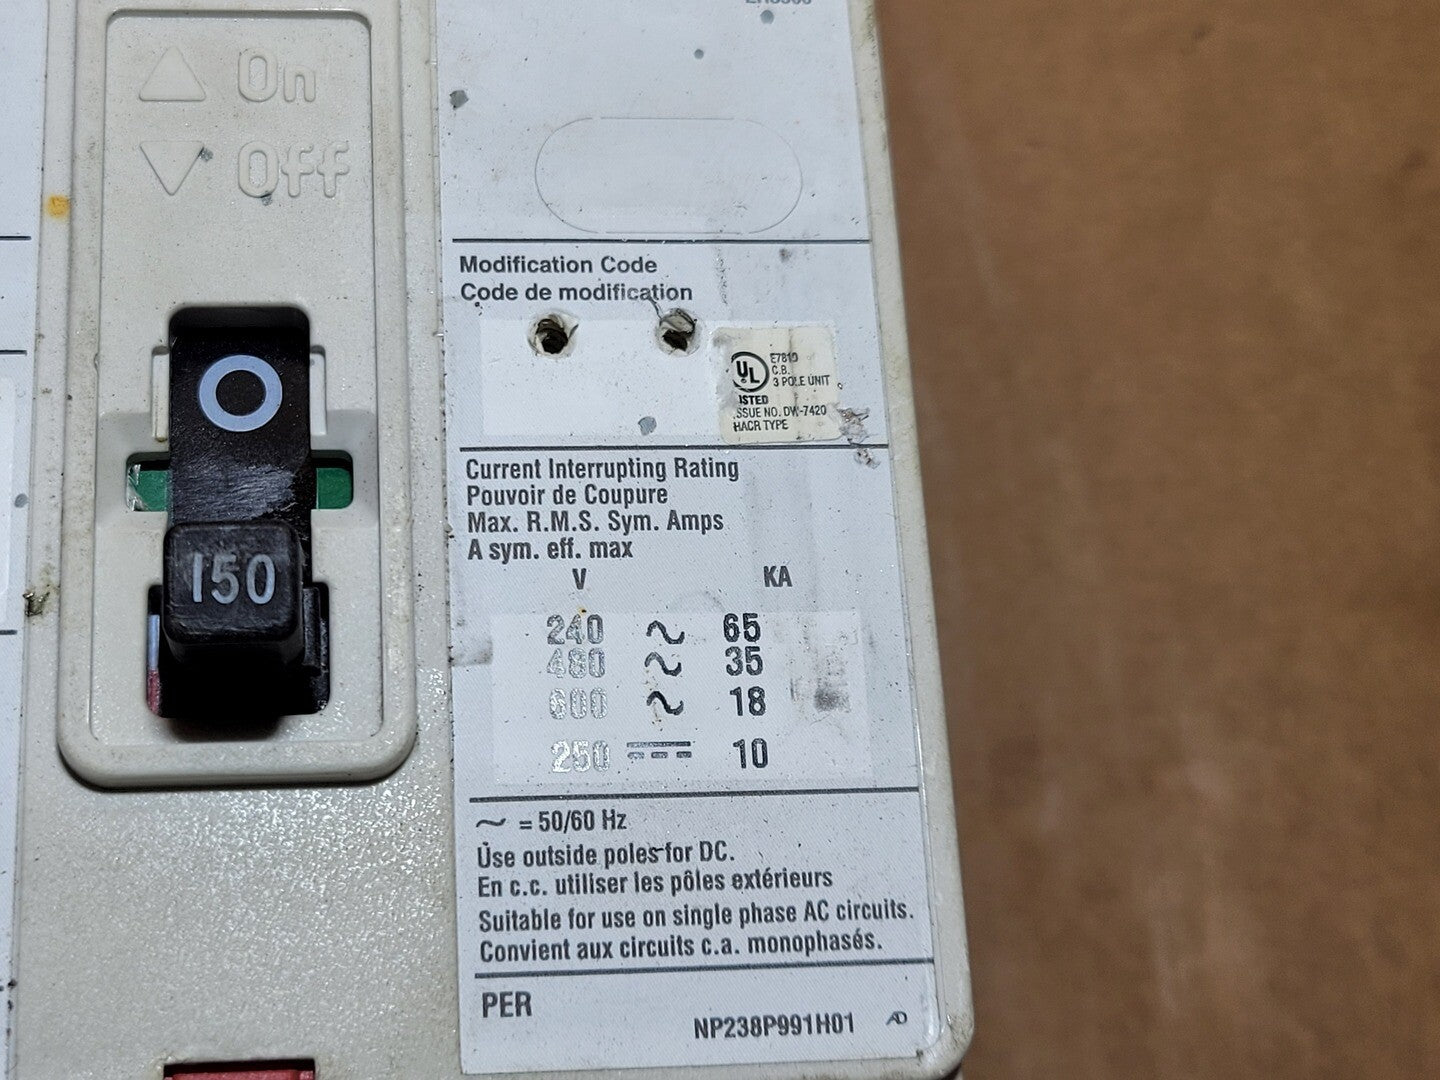 On
Off
150
Modification Code
Code de modification
UL
LISTED
E7819
C.B.
3 POLE UNIT
ISSUE NO. DW-7420
HACR TYPE
Current Interrupting Rating
Pouvoir de Coupure
Max. R.M.S. Sym. Amps
A sym. eff. max
V KA
240 ~ 65
480 ~ 35
600 ~ 18
250 ⎓ 10
~ = 50/60 Hz
Use outside poles for DC.
En c.c. utiliser les pôles extérieurs
Suitable for use on single phase AC circuits.
Convient aux circuits c.a. monophasés.
PER
NP238P991H01